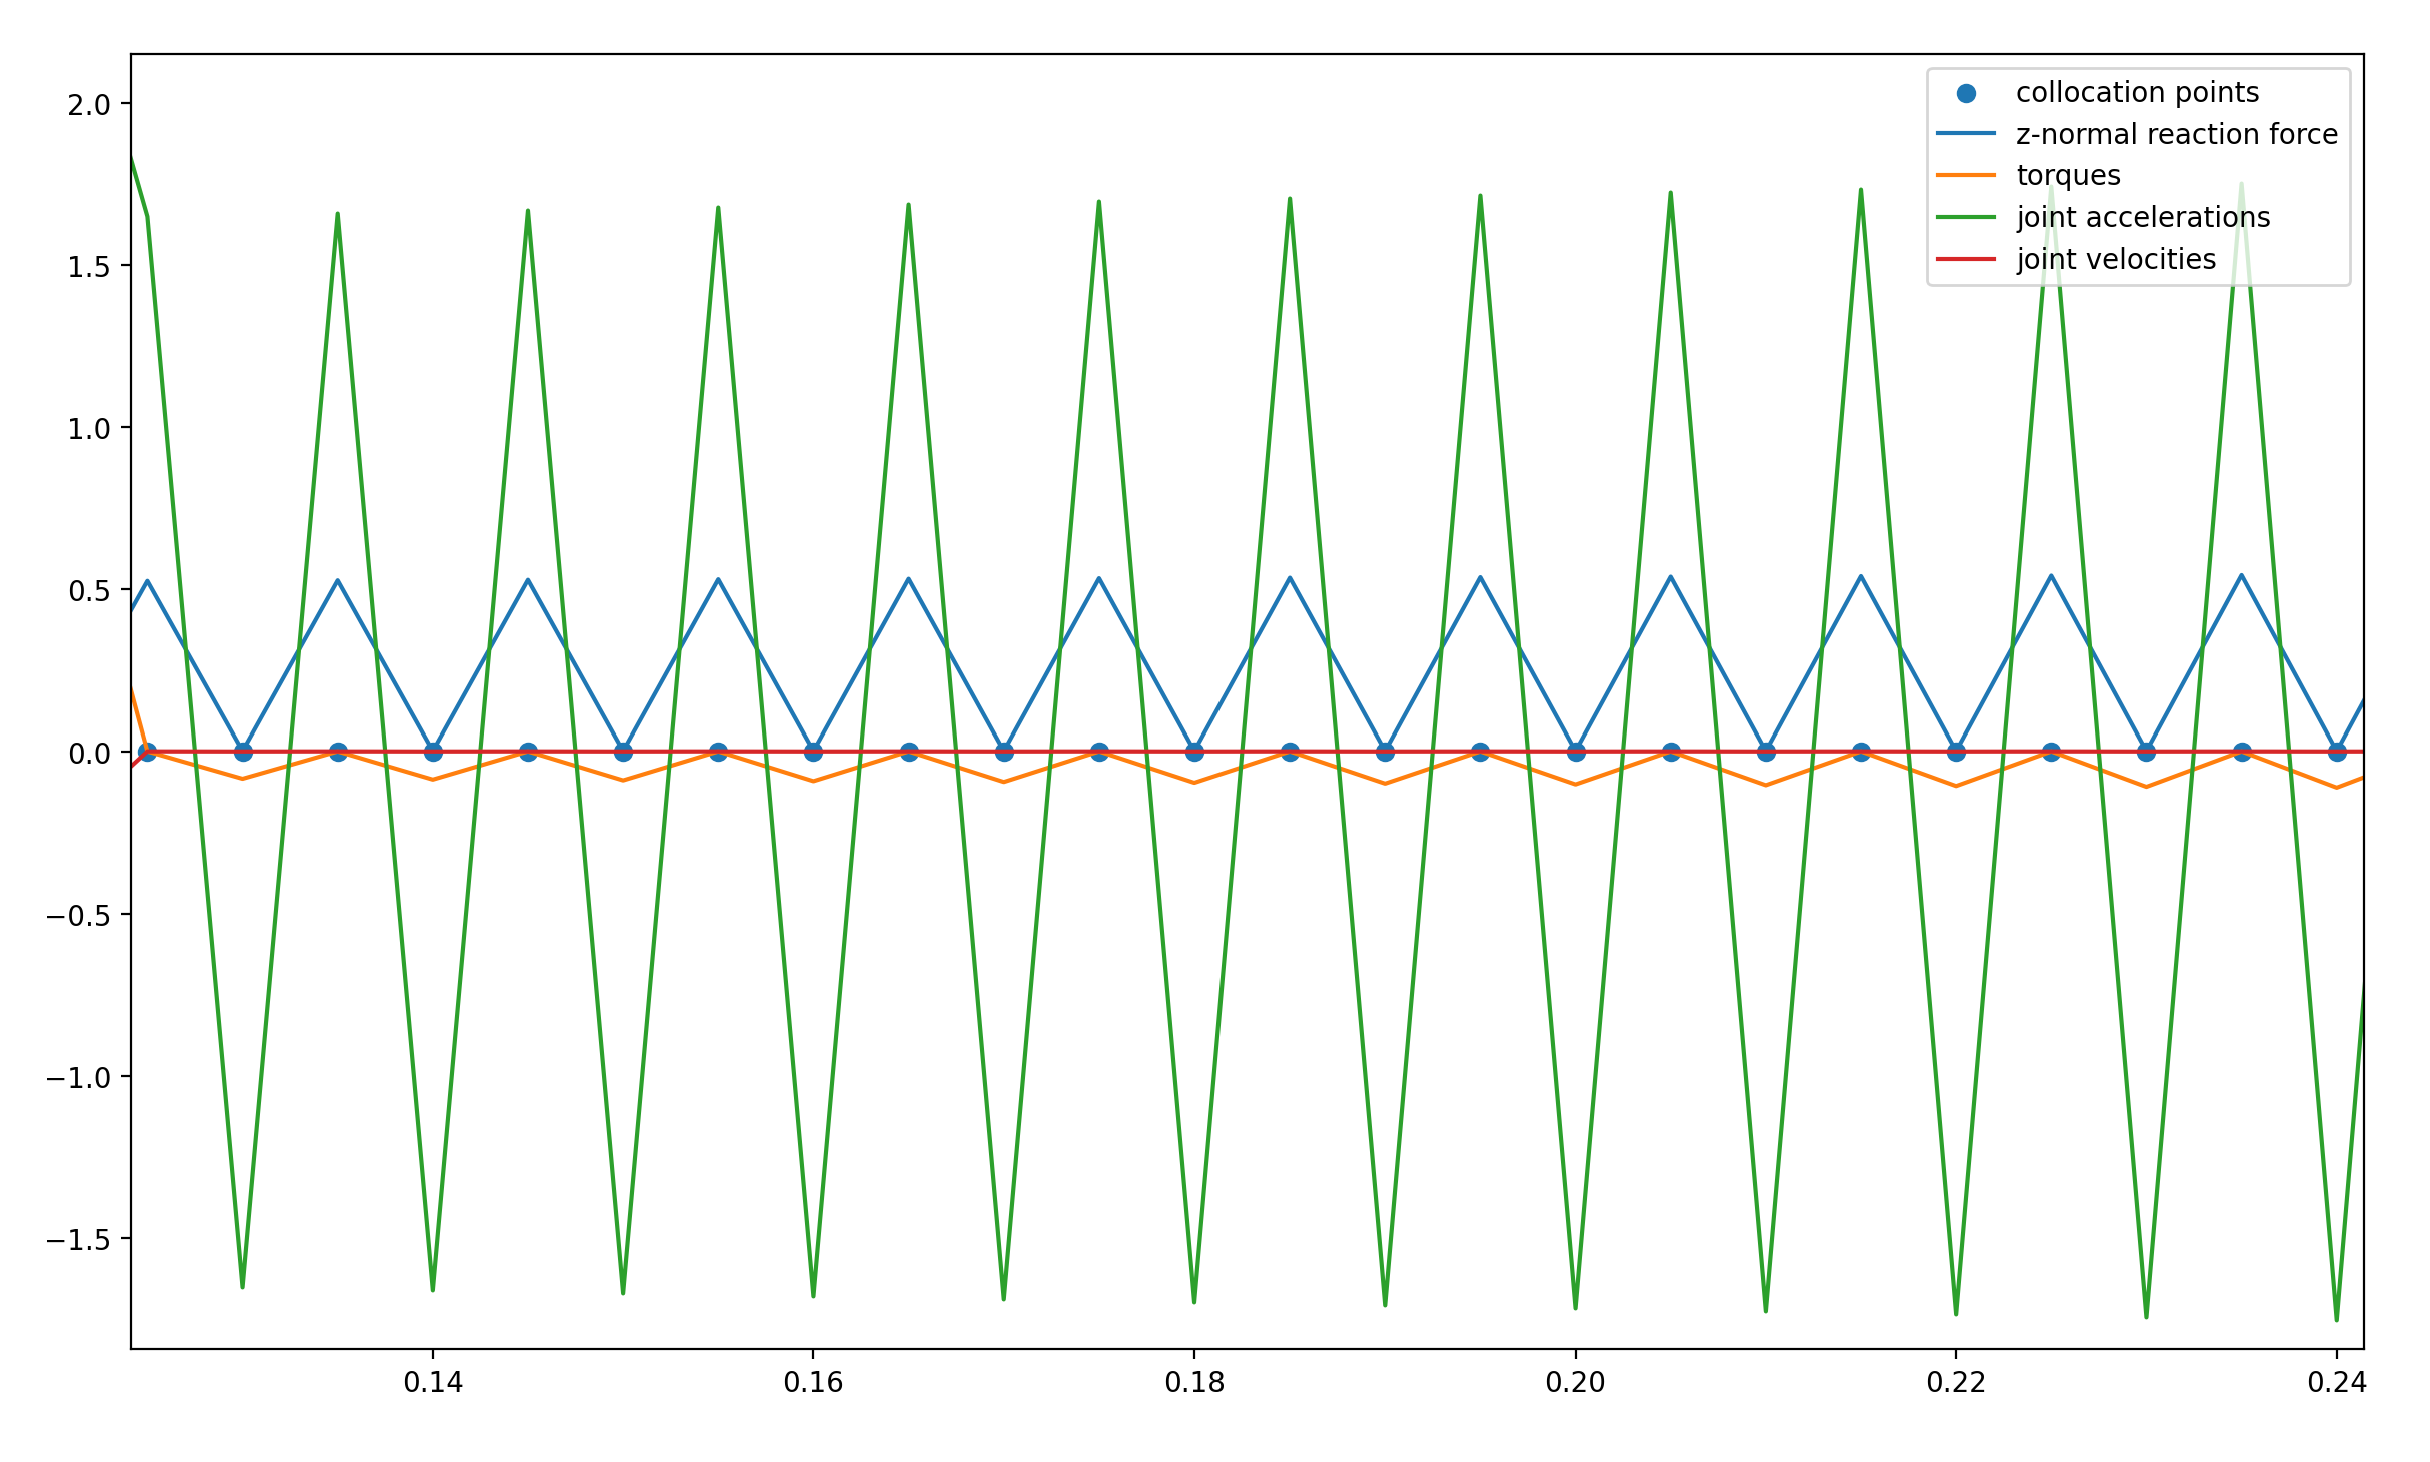 2.0
1.5
1.0
0.5
0.0
−0.5
−1.0
−1.5
0.14
0.16
0.18
0.20
0.22
0.24
collocation points
z-normal reaction force
torques
joint accelerations
joint velocities